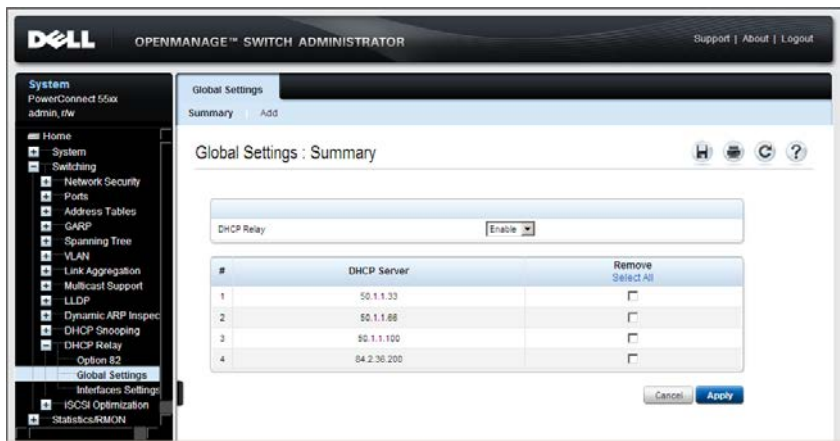 DELL OPENMANAGE™ SWITCH ADMINISTRATOR Support | About | Logout
System
PowerConnect 55xx
admin, r/w
Home
System
Switching
Network Security
Ports
Address Tables
GARP
Spanning Tree
VLAN
Link Aggregation
Multicast Support
LLDP
Dynamic ARP Inspec
DHCP Snooping
DHCP Relay
Option 82
Global Settings
Interfaces Settings
iSCSI Optimization
Statistics/RMON
Global Settings
Summary Add
Global Settings : Summary
DHCP Relay Enable
# DHCP Server Remove
Select All
1 50.1.1.33
2 50.1.1.66
3 50.1.1.100
4 84.2.36.200
Cancel Apply